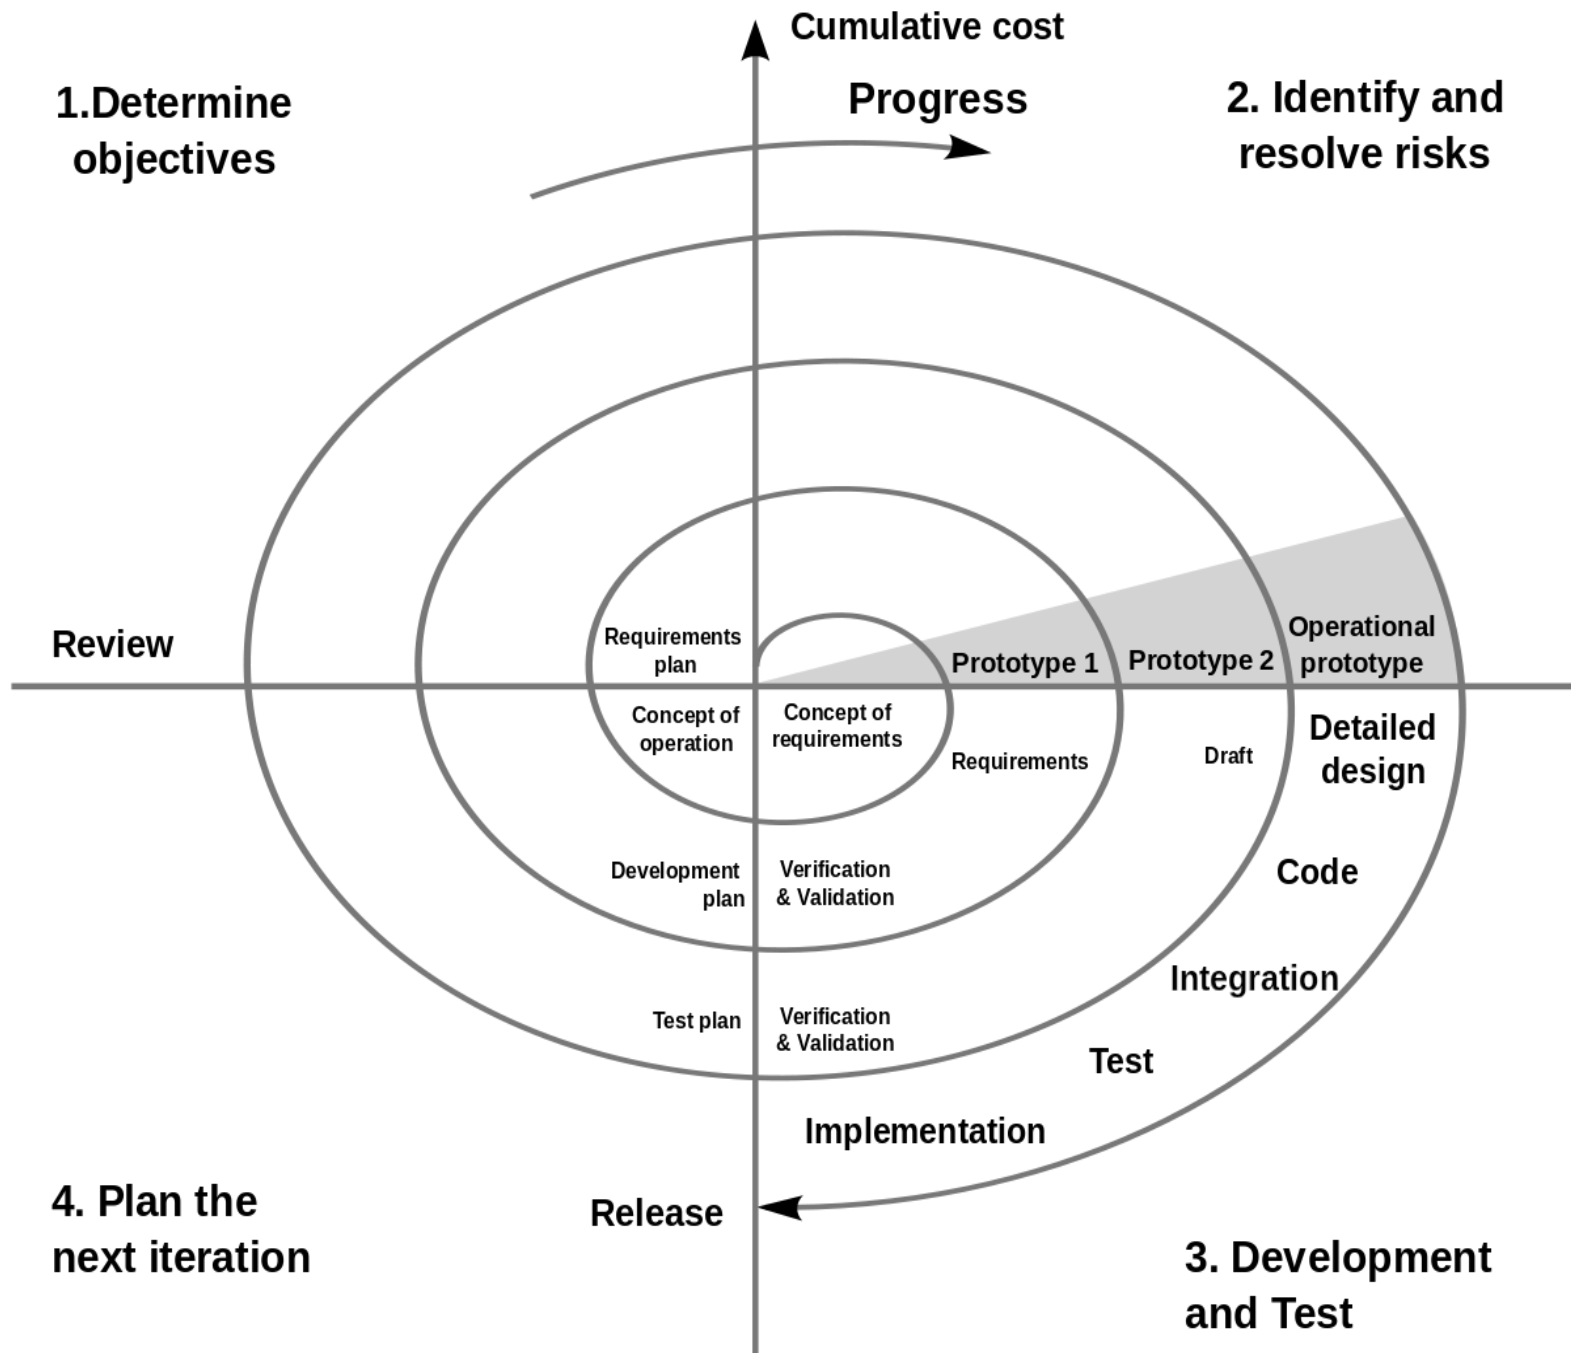 Cumulative cost
Progress
1.Determine
objectives
2. Identify and
resolve risks
Review
Requirements
plan
Prototype 1
Prototype 2
Operational
prototype
Concept of
operation
Concept of
requirements
Requirements
Draft
Detailed
design
Development
plan
Verification
& Validation
Code
Integration
Test plan
Verification
& Validation
Test
Implementation
Release
4. Plan the
next iteration
3. Development
and Test